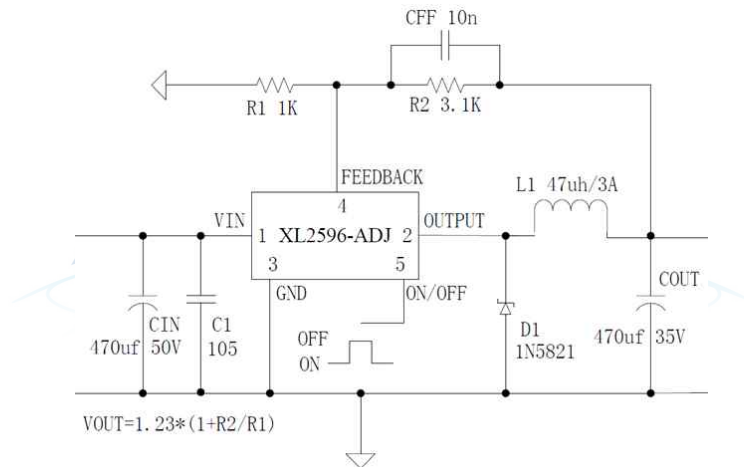 CFF 10n
R1 1K
R2 3.1K
FEEDBACK
L1 47uh/3A
4
VIN
OUTPUT
1 XL2596-ADJ 2
3
5
GND
ON/OFF
COUT
CIN
C1
OFF
D1
470uf 50V
105
ON
1N5821
470uf 35V
VOUT=1.23*(1+R2/R1)